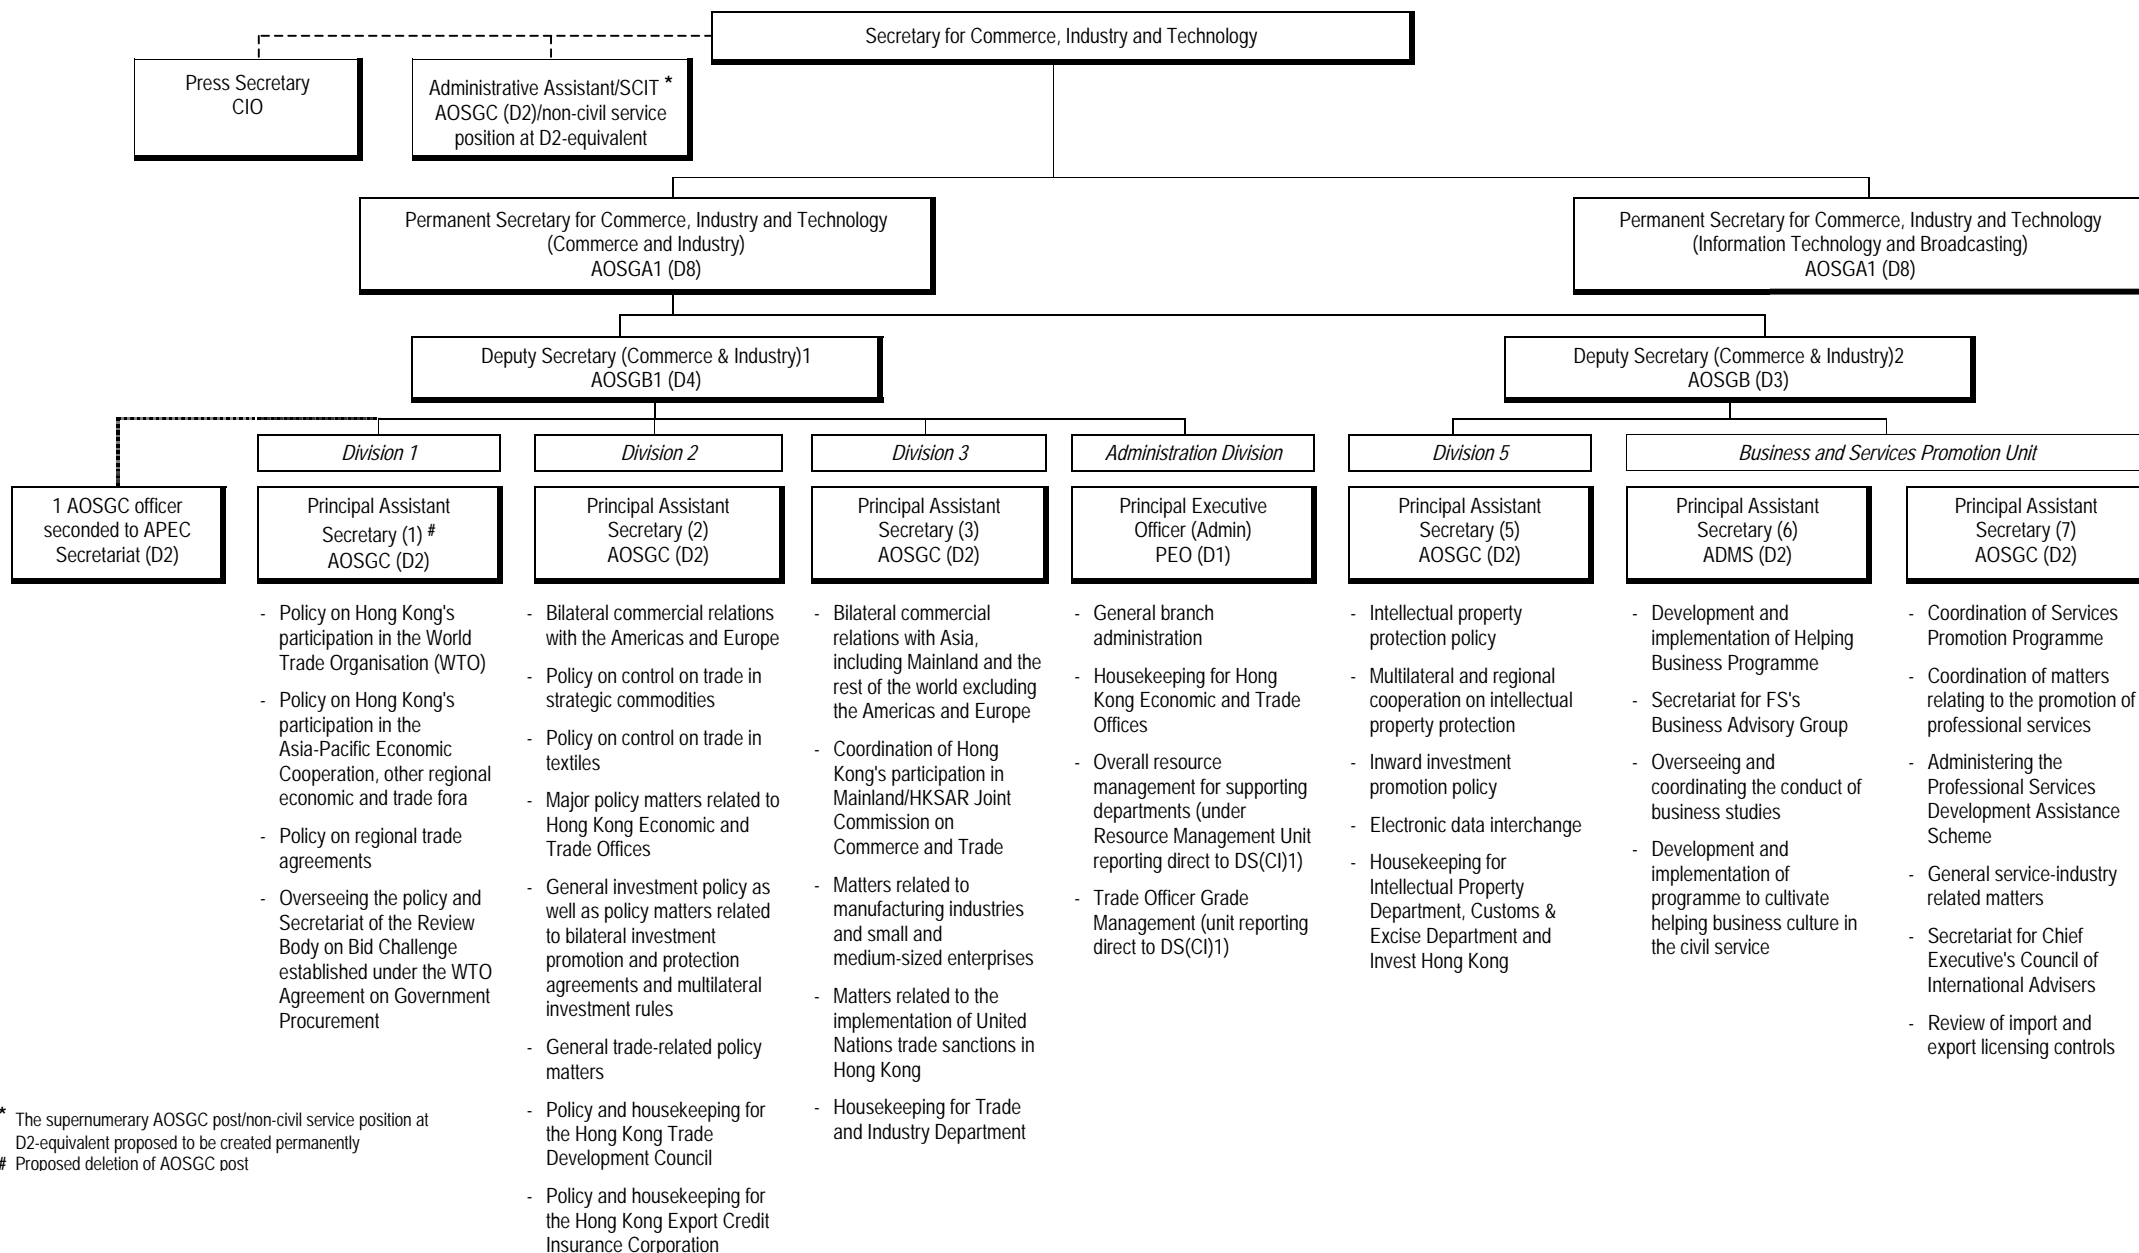 Secretary for Commerce, Industry and Technology
Press Secretary
CIO
Administrative Assistant/SCIT *
AOSGC (D2)/non-civil service
position at D2-equivalent
Permanent Secretary for Commerce, Industry and Technology
(Commerce and Industry)
AOSGA1 (D8)
Permanent Secretary for Commerce, Industry and Technology
(Information Technology and Broadcasting)
AOSGA1 (D8)
Deputy Secretary (Commerce & Industry)1
AOSGB1 (D4)
Deputy Secretary (Commerce & Industry)2
AOSGB (D3)
1 AOSGC officer
seconded to APEC
Secretariat (D2)
Division 1
Principal Assistant
Secretary (1) #
AOSGC (D2)
- Policy on Hong Kong's
participation in the World
Trade Organisation (WTO)
- Policy on Hong Kong's
participation in the
Asia-Pacific Economic
Cooperation, other regional
economic and trade fora
- Policy on regional trade
agreements
- Overseeing the policy and
Secretariat of the Review
Body on Bid Challenge
established under the WTO
Agreement on Government
Procurement
Division 2
Principal Assistant
Secretary (2)
AOSGC (D2)
- Bilateral commercial relations
with the Americas and Europe
- Policy on control on trade in
strategic commodities
- Policy on control on trade in
textiles
- Major policy matters related to
Hong Kong Economic and
Trade Offices
- General investment policy as
well as policy matters related
to bilateral investment
promotion and protection
agreements and multilateral
investment rules
- General trade-related policy
matters
- Policy and housekeeping for
the Hong Kong Trade
Development Council
- Policy and housekeeping for
the Hong Kong Export Credit
Insurance Corporation
Division 3
Principal Assistant
Secretary (3)
AOSGC (D2)
- Bilateral commercial
relations with Asia,
including Mainland and the
rest of the world excluding
the Americas and Europe
- Coordination of Hong
Kong's participation in
Mainland/HKSAR Joint
Commission on
Commerce and Trade
- Matters related to
manufacturing industries
and small and
medium-sized enterprises
- Matters related to the
implementation of United
Nations trade sanctions in
Hong Kong
- Housekeeping for Trade
and Industry Department
Administration Division
Principal Executive
Officer (Admin)
PEO (D1)
- General branch
administration
- Housekeeping for Hong
Kong Economic and Trade
Offices
- Overall resource
management for supporting
departments (under
Resource Management Unit
reporting direct to DS(CI)1)
- Trade Officer Grade
Management (unit reporting
direct to DS(CI)1)
Division 5
Principal Assistant
Secretary (5)
AOSGC (D2)
- Intellectual property
protection policy
- Multilateral and regional
cooperation on intellectual
property protection
- Inward investment
promotion policy
- Electronic data interchange
- Housekeeping for
Intellectual Property
Department, Customs &
Excise Department and
Invest Hong Kong
Business and Services Promotion Unit
Principal Assistant
Secretary (6)
ADMS (D2)
- Development and
implementation of Helping
Business Programme
- Secretariat for FS's
Business Advisory Group
- Overseeing and
coordinating the conduct of
business studies
- Development and
implementation of
programme to cultivate
helping business culture in
the civil service
Principal Assistant
Secretary (7)
AOSGC (D2)
- Coordination of Services
Promotion Programme
- Coordination of matters
relating to the promotion of
professional services
- Administering the
Professional Services
Development Assistance
Scheme
- General service-industry
related matters
- Secretariat for Chief
Executive's Council of
International Advisers
- Review of import and
export licensing controls
* The supernumerary AOSGC post/non-civil service position at
D2-equivalent proposed to be created permanently
# Proposed deletion of AOSGC post